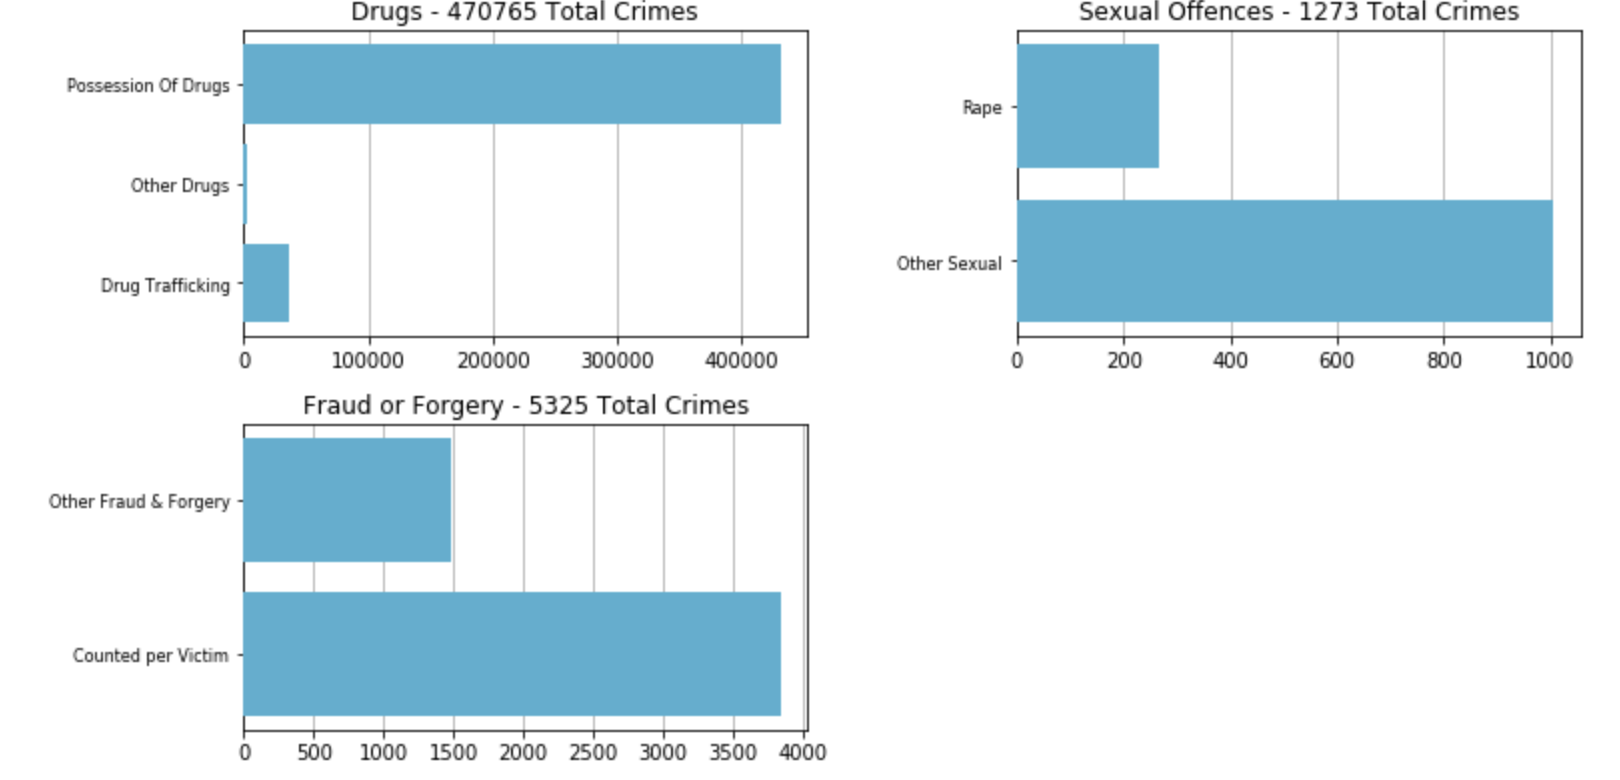 Drugs - 470765 Total Crimes
Possession Of Drugs
Other Drugs
Drug Trafficking
0 100000 200000 300000 400000
Sexual Offences - 1273 Total Crimes
Rape
Other Sexual
0 200 400 600 800 1000
Fraud or Forgery - 5325 Total Crimes
Other Fraud & Forgery
Counted per Victim
0 500 1000 1500 2000 2500 3000 3500 4000